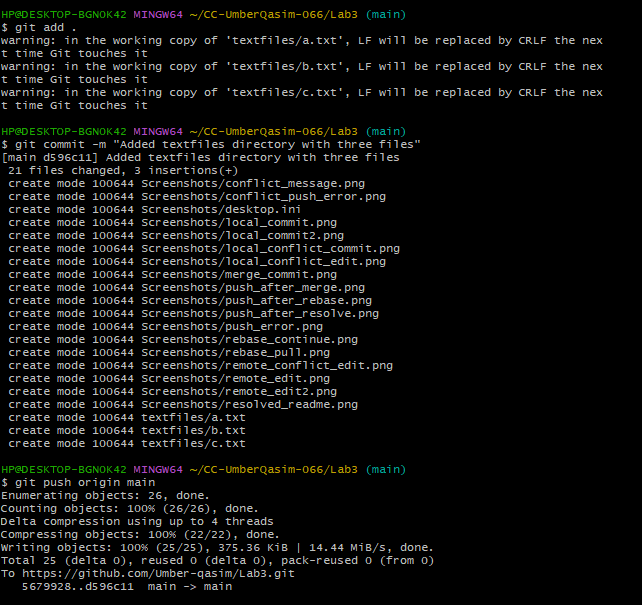 HP@DESKTOP-BGN0K42 MINGW64 ~/CC-UmberQasim-066/Lab3 (main)
$ git add .
warning: in the working copy of 'textfiles/a.txt', LF will be replaced by CRLF the nex
t time Git touches it
warning: in the working copy of 'textfiles/b.txt', LF will be replaced by CRLF the nex
t time Git touches it
warning: in the working copy of 'textfiles/c.txt', LF will be replaced by CRLF the nex
t time Git touches it
HP@DESKTOP-BGN0K42 MINGW64 ~/CC-UmberQasim-066/Lab3 (main)
$ git commit -m "Added textfiles directory with three files"
[main d596c11] Added textfiles directory with three files
21 files changed, 3 insertions(+)
create mode 100644 Screenshots/conflict_message.png
create mode 100644 Screenshots/conflict_push_error.png
create mode 100644 Screenshots/desktop.ini
create mode 100644 Screenshots/local_commit.png
create mode 100644 Screenshots/local_commit2.png
create mode 100644 Screenshots/local_conflict_commit.png
create mode 100644 Screenshots/local_conflict_edit.png
create mode 100644 Screenshots/merge_commit.png
create mode 100644 Screenshots/push_after_merge.png
create mode 100644 Screenshots/push_after_rebase.png
create mode 100644 Screenshots/push_after_resolve.png
create mode 100644 Screenshots/push_error.png
create mode 100644 Screenshots/rebase_continue.png
create mode 100644 Screenshots/rebase_pull.png
create mode 100644 Screenshots/remote_conflict_edit.png
create mode 100644 Screenshots/remote_edit.png
create mode 100644 Screenshots/remote_edit2.png
create mode 100644 Screenshots/resolved_readme.png
create mode 100644 textfiles/a.txt
create mode 100644 textfiles/b.txt
create mode 100644 textfiles/c.txt
HP@DESKTOP-BGN0K42 MINGW64 ~/CC-UmberQasim-066/Lab3 (main)
$ git push origin main
Enumerating objects: 26, done.
Counting objects: 100% (26/26), done.
Delta compression using up to 4 threads
Compressing objects: 100% (22/22), done.
Writing objects: 100% (25/25), 375.36 KiB | 14.44 MiB/s, done.
Total 25 (delta 0), reused 0 (delta 0), pack-reused 0 (from 0)
To https://github.com/Umber-qasim/Lab3.git
5679928..d596c11  main -> main